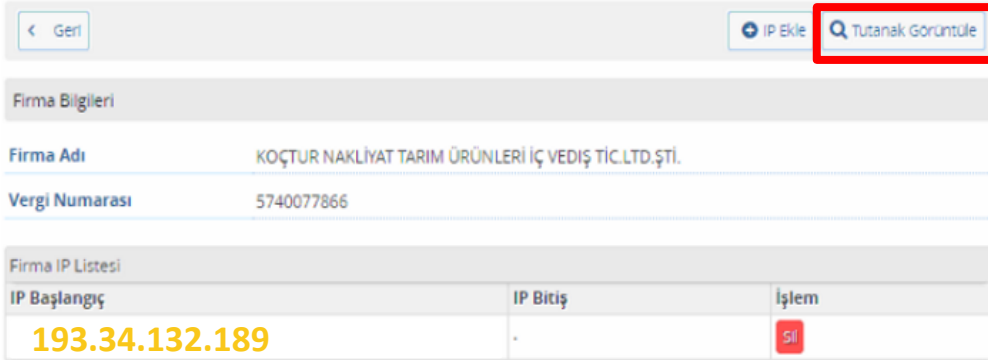 Geri IP Ekle Tutanak Görüntüle
Firma Bilgileri
Firma Adı KOÇTUR NAKLİYAT TARIM ÜRÜNLERİ İÇ VEDIŞ TİC.LTD.ŞTİ.
Vergi Numarası 5740077866
Firma IP Listesi
IP Başlangıç IP Bitiş İşlem
193.34.132.189 - Sil